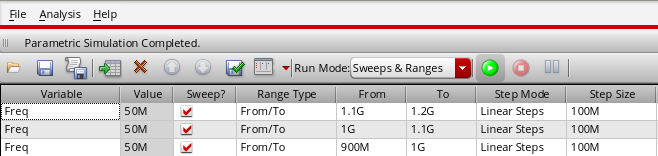 File Analysis Help
Parametric Simulation Completed.
Run Mode: Sweeps & Ranges
Variable Value Sweep? Range Type From To Step Mode Step Size
Freq 50M From/To 1.1G 1.2G Linear Steps 100M
Freq 50M From/To 1G 1.1G Linear Steps 100M
Freq 50M From/To 900M 1G Linear Steps 100M